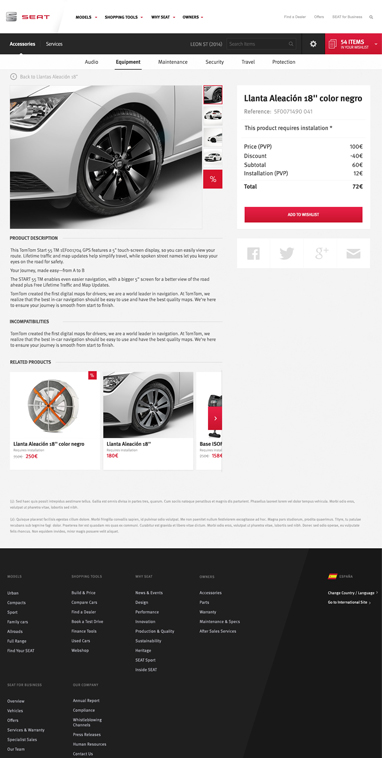 SEAT
MODELS
SHOPPING TOOLS
WHY SEAT
OWNERS
Find a Dealer
Offers
SEAT for Business
Accessories
Services
LEON ST (2014)
Search items
54 ITEMS
IN YOUR WISHLIST
Audio
Equipment
Maintenance
Security
Travel
Protection
Back to Llantas Aleación 18"
Llanta Aleación 18'' color negro
Reference: 5F0071490 041
This product requires instalation *
Price (PVP) 100€
Discount -40€
Subtotal 60€
Installation (PVP) 12€
Total 72€
ADD TO WISHLIST
%
PRODUCT DESCRIPTION
This TomTom Start 55 TM 1EF005704 GPS features a 5" touch-screen display, so you can easily view your
route. Lifetime traffic and map updates help simplify travel, while spoken street names let you keep your
eyes on the road for safety.
Your journey, made easy—from A to B
The START 55 TM enables even easier navigation, with a bigger 5" screen for a better view of the road
ahead plus Free Lifetime Traffic and Map Updates.
TomTom created the first digital maps for drivers, we are a world leader in navigation. At TomTom, we
realize that the best in-car navigation should be easy to use and have the best quality maps. We're here
to ensure your journey is smooth from start to finish.
INCOMPATIBILITIES
TomTom created the first digital maps for drivers, we are a world leader in navigation. At TomTom, we
realize that the best in-car navigation should be easy to use and have the best quality maps. We're here
to ensure your journey is smooth from start to finish.
RELATED PRODUCTS
%
Llanta Aleación 18'' color negro
Requires instalation
250€
Llanta Aleación 18''
Requires instalation
180€
Base ISOF
Requires instalation
158€
MODELS
Urban
Compacts
Sport
Family cars
Allroads
Full Range
Find Your SEAT
SHOPPING TOOLS
Build & Price
Compare Cars
Find a Dealer
Book a Test Drive
Finance Tools
Used Cars
Webshop
WHY SEAT
News & Events
Design
Performance
Innovation
Production & Quality
Sustainability
Heritage
SEAT Sport
Inside SEAT
OWNERS
Accessories
Parts
Warranty
Maintenance & Specs
After Sales Services
ESPAÑA
Change Country / Language
Go to International Site
SEAT FOR BUSINESS
Overview
Vehicles
Offers
Services & Warranty
Specialist Sales
Our Team
OUR COMPANY
Annual Report
Compliance
Whistleblowing
Channels
Press Releases
Human Resources
Contact Us